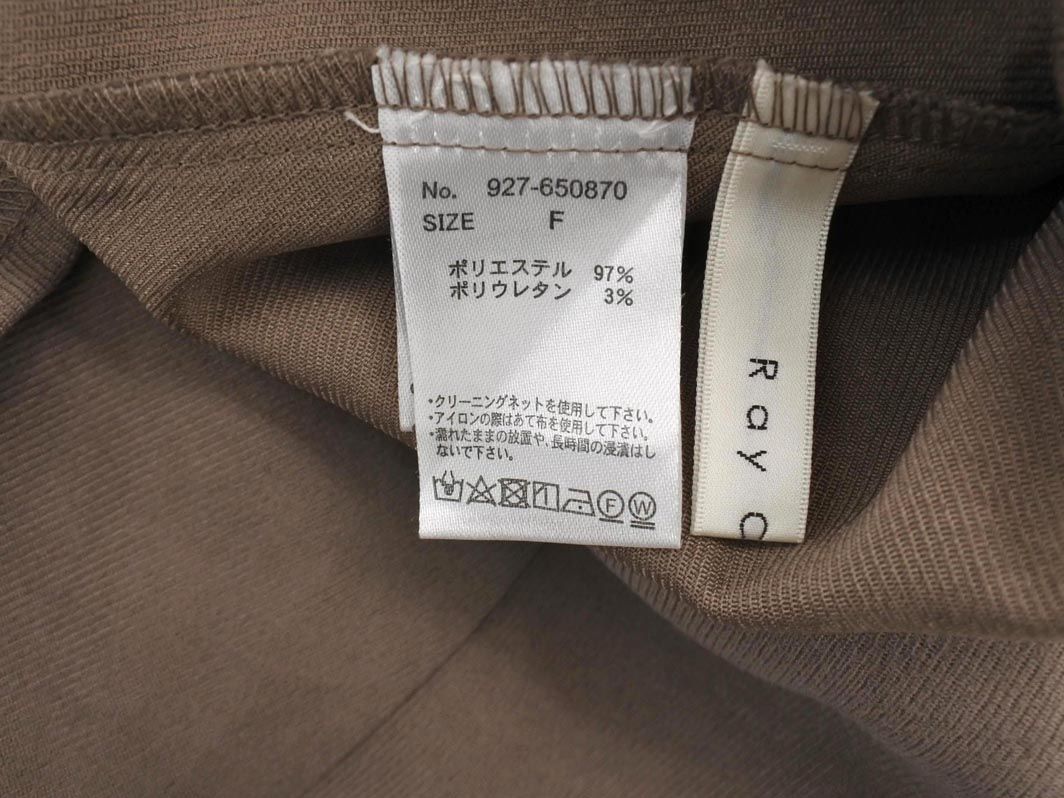 No. 927-650870
SIZE F
ポリエステル 97%
ポリウレタン 3%
・クリーニングネットを使用して下さい。
・アイロンの際はあて布を使用して下さい。
・濡れたままの放置や、長時間の浸漬はし
ないで下さい。
F W
Ray C